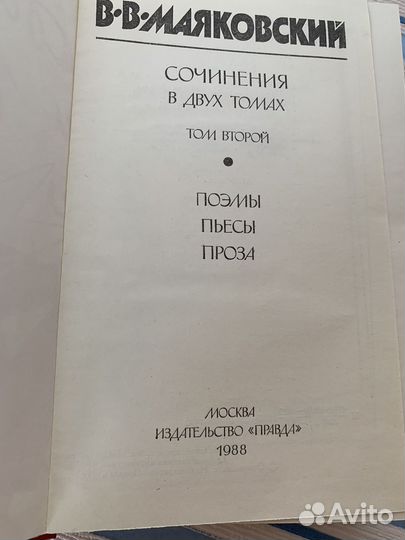 В·В·МАЯКОВСКИЙ
СОЧИНЕНИЯ
В ДВУХ ТОМАХ
ТОМ ВТОРОЙ
ПОЭМЫ
ПЬЕСЫ
ПРОЗА
МОСКВА
ИЗДАТЕЛЬСТВО «ПРАВДА»
1988
Avito